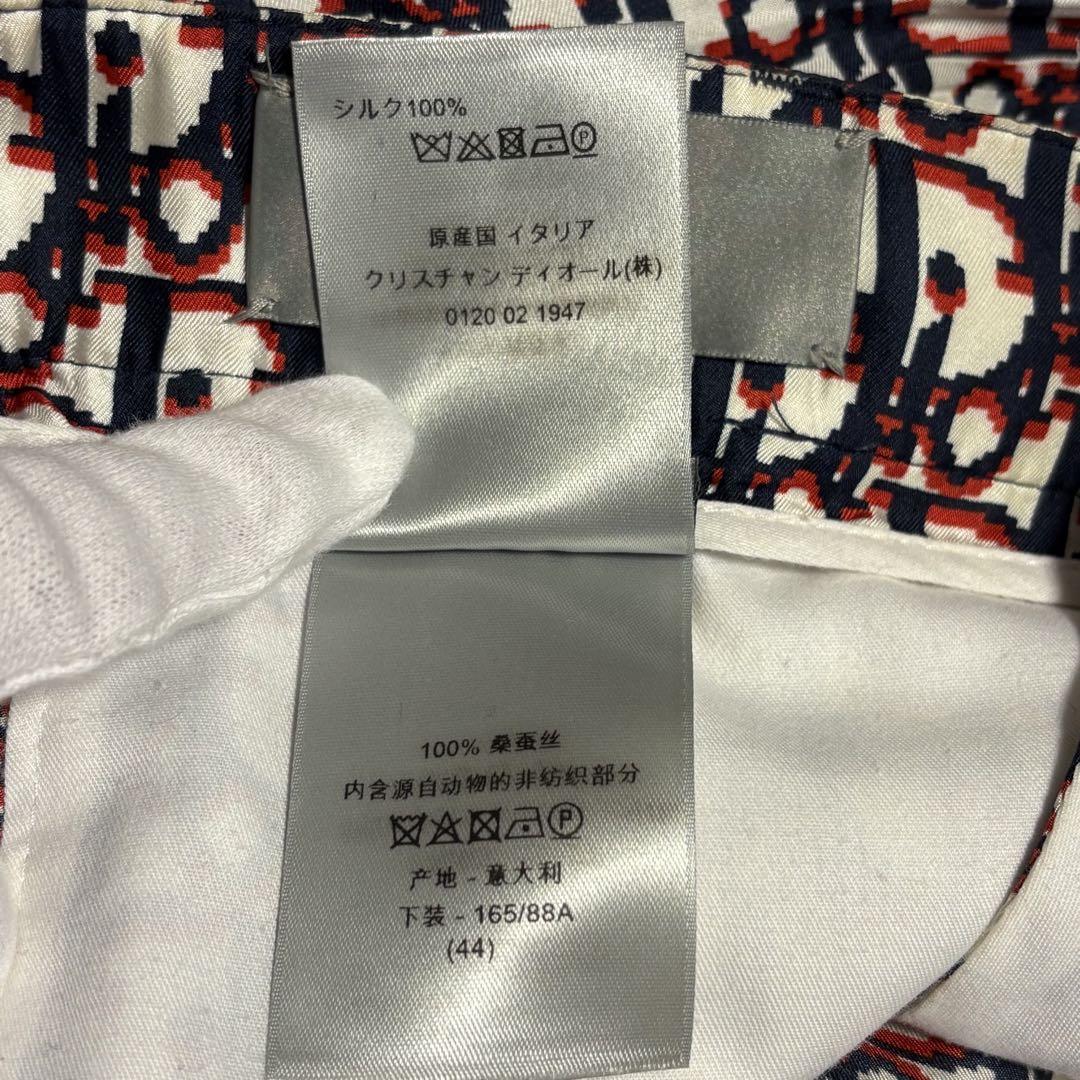 シルク100%
P
原産国 イタリア
クリスチャン ディオール(株)
0120 02 1947
100% 桑蚕丝
内含源自动物的非纺织部分
P
产地 - 意大利
下装 - 165/88A
(44)